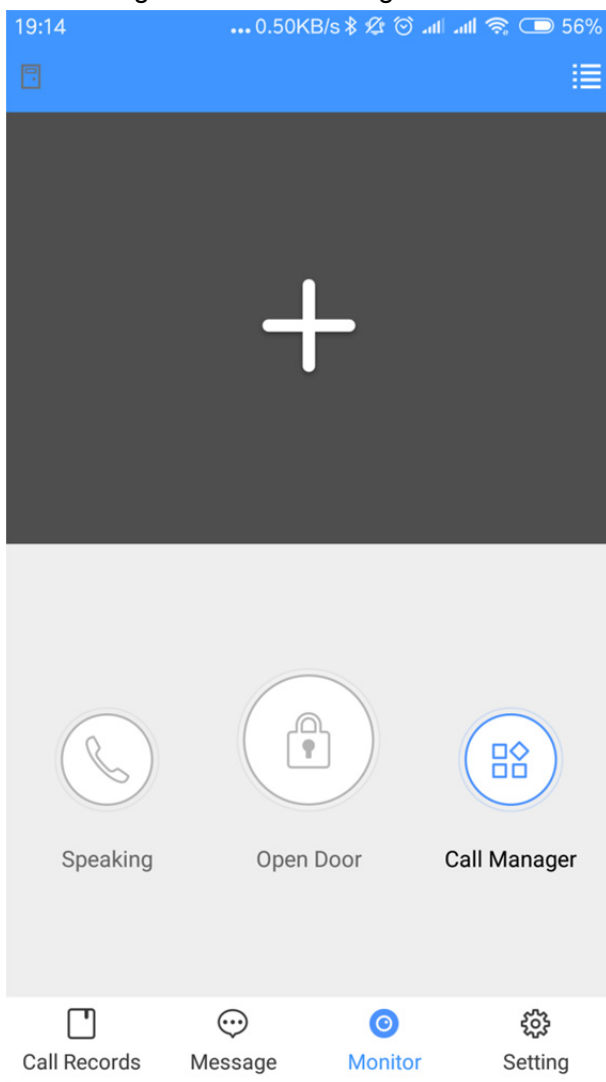 19:14 ... 0.50KB/s 56%
Speaking Open Door Call Manager
Call Records Message Monitor Setting